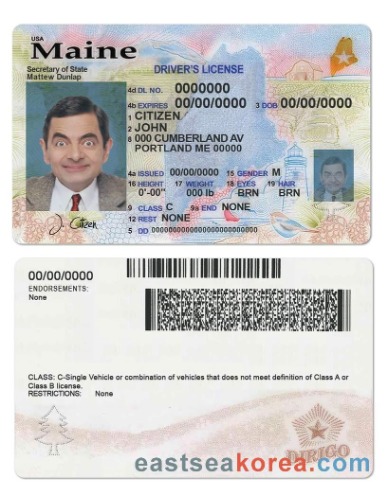 USA
Maine
Secretary of State
Mattew Dunlap
DRIVER'S LICENSE
4d DL NO. 0000000
4b EXPIRES 00/00/0000 3 DOB 00/00/0000
1 CITIZEN
2 JOHN
8 000 CUMBERLAND AV
PORTLAND ME 00000
4a ISSUED 00/00/0000 15 GENDER M
16 HEIGHT 17 WEIGHT 18 EYES 19 HAIR
0'-00" 000 lb BRN BRN
9 CLASS C 9a END NONE
12 REST NONE
J. Citizen
00/00/0000
ENDORSEMENTS:
None
CLASS: C-Single Vehicle or combination of vehicles that does not meet definition of Class A or
Class B license.
RESTRICTIONS: None
DIRIGO
eastseakorea.com